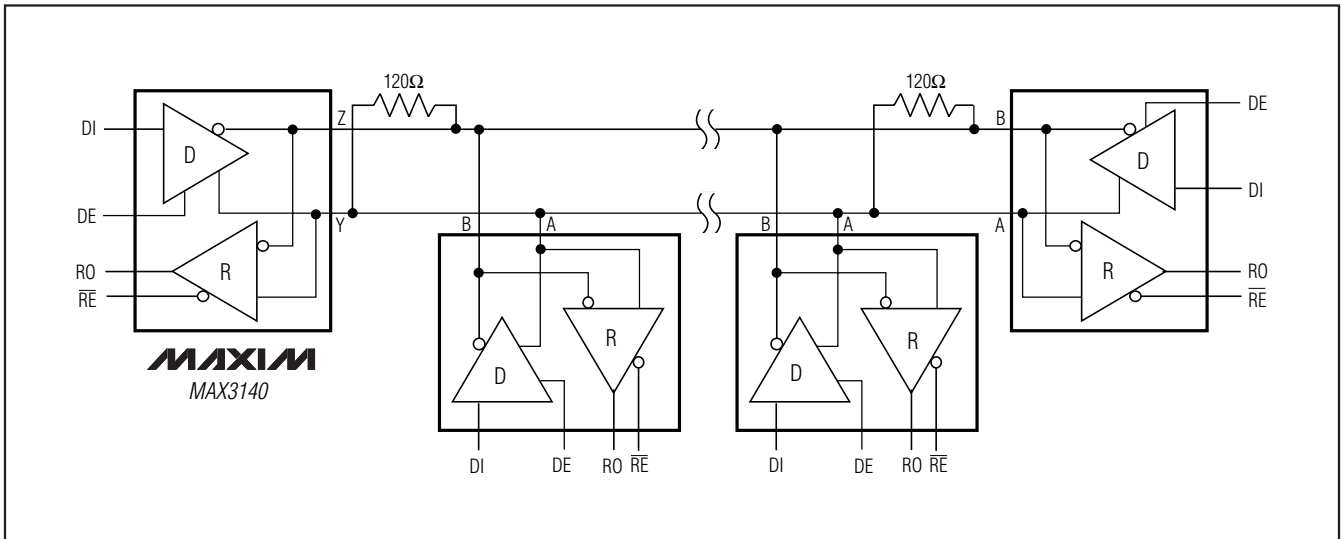 120Ω 120Ω
Z B DE
DI D D
DI
DE
Y B A B A A
RO R R RO
RE RE
R R
MAXIM
MAX3140
D D
DI DE RO RE DI DE RO RE